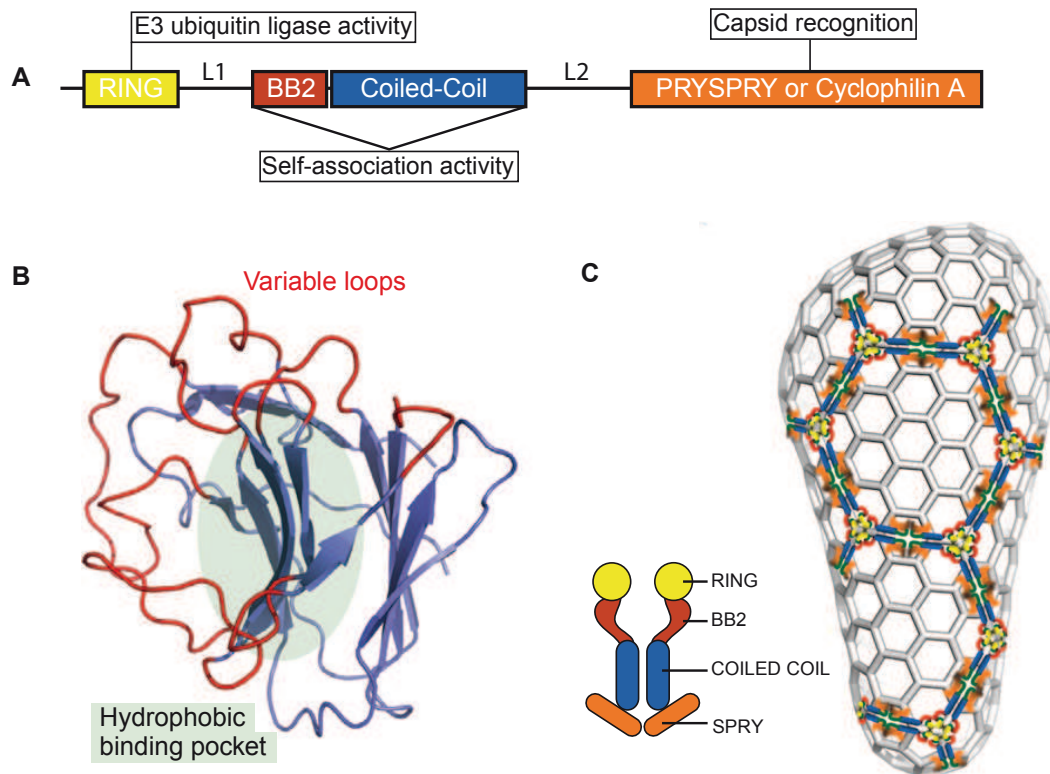 E3 ubiquitin ligase activity
Capsid recognition
A
RING
L1
BB2
Coiled-Coil
L2
PRYSPRY or Cyclophilin A
Self-association activity
B
Variable loops
C
Hydrophobic
binding pocket
RING
BB2
COILED COIL
SPRY